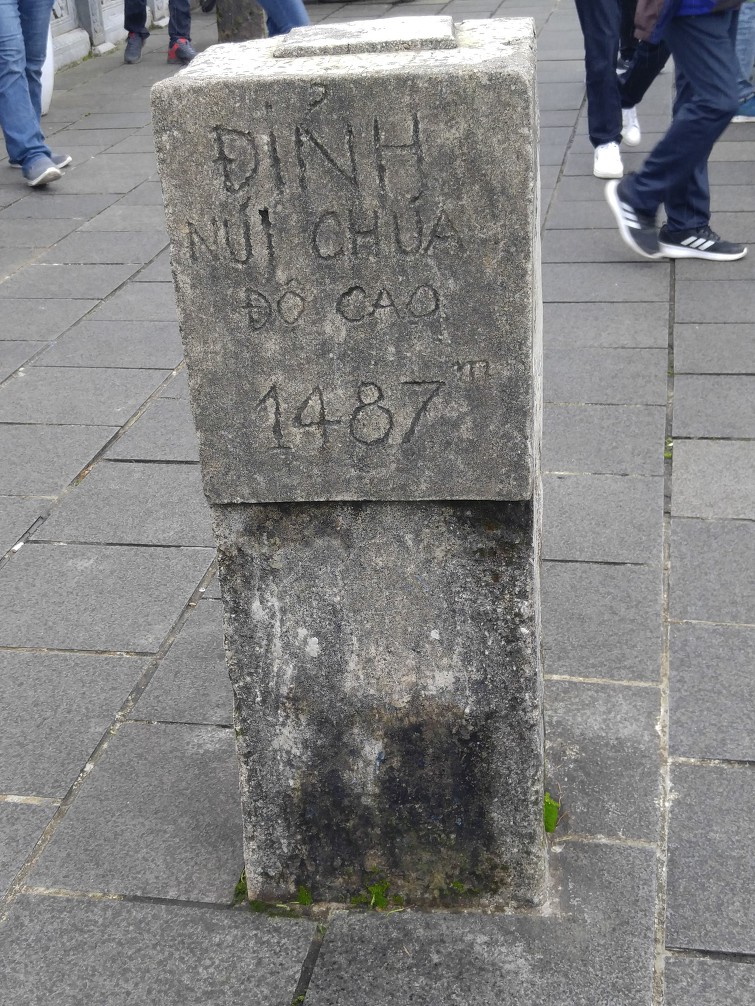 ĐỈNH
NÚI CHÚA
ĐỘ CAO
1487m